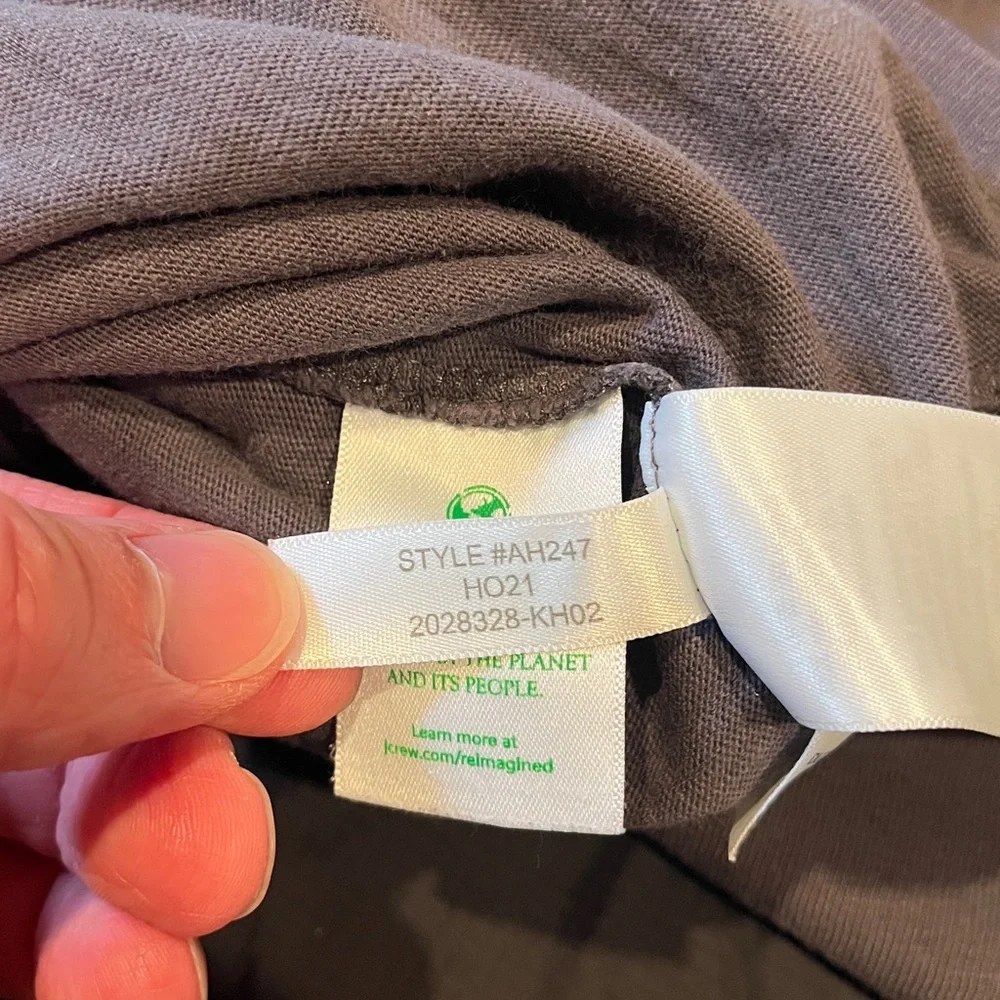 STYLE #AH247
HO21
2028328-KH02
THE PLANET
AND ITS PEOPLE.
Learn more at
jcrew.com/reimagined